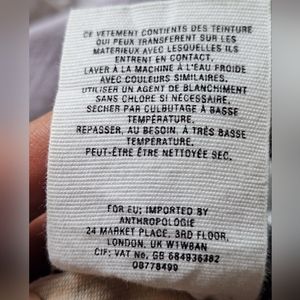 CE VÊTEMENT CONTIENTS DES TEINTURE
QUI PEUX TRANSFERENT SUR LES
MATÉRIEUX AVEC LESQUELLES ILS
ENTRENT EN CONTACT.
LAVER À LA MACHINE À L'EAU FROIDE
AVEC COULEURS SIMILAIRES.
UTILISER UN AGENT DE BLANCHIMENT
SANS CHLORE SI NÉCESSAIRE.
SÉCHER PAR CULBUTAGE À BASSE
TEMPÉRATURE.
REPASSER, AU BESOIN, À TRÈS BASSE
TEMPÉRATURE.
PEUT-ÊTRE ÊTRE NETTOYÉE SEC.
FOR EU: IMPORTED BY
ANTHROPOLOGIE
24 MARKET PLACE, 3RD FLOOR,
LONDON, UK W1W8AN
CIF: VAT No. GB 684936382
08778499